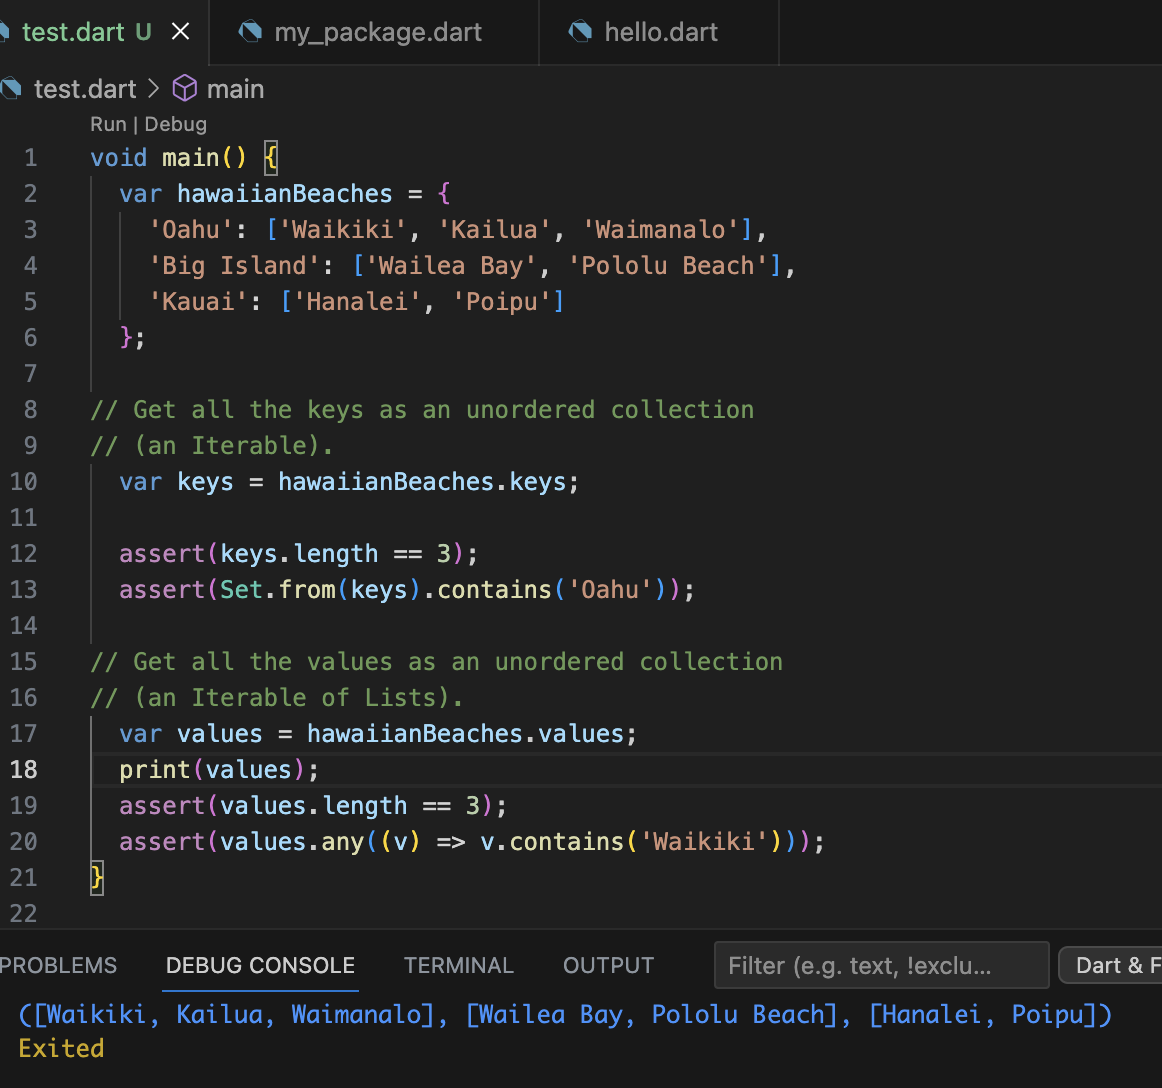 test.dart U my_package.dart hello.dart
test.dart > main
Run | Debug
1 void main() {
2   var hawaiianBeaches = {
3     'Oahu': ['Waikiki', 'Kailua', 'Waimanalo'],
4     'Big Island': ['Wailea Bay', 'Pololu Beach'],
5     'Kauai': ['Hanalei', 'Poipu']
6   };
7
8 // Get all the keys as an unordered collection
9 // (an Iterable).
10   var keys = hawaiianBeaches.keys;
11
12   assert(keys.length == 3);
13   assert(Set.from(keys).contains('Oahu'));
14
15 // Get all the values as an unordered collection
16 // (an Iterable of Lists).
17   var values = hawaiianBeaches.values;
18   print(values);
19   assert(values.length == 3);
20   assert(values.any((v) => v.contains('Waikiki')));
21 }
22
PROBLEMS DEBUG CONSOLE TERMINAL OUTPUT Filter (e.g. text, !exclu... Dart & F
([Waikiki, Kailua, Waimanalo], [Wailea Bay, Pololu Beach], [Hanalei, Poipu])
Exited